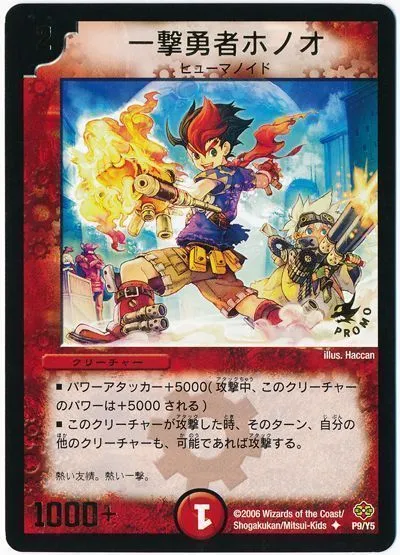 2
一撃勇者ホノオ
ヒューマノイド
PROMO
illus. Haccan
クリーチャー
■ パワーアタッカー+5000(攻撃中、このクリーチャー
のパワーは+5000 される)
■ このクリーチャーが攻撃した時、そのターン、自分の
他のクリーチャーも、可能であれば攻撃する。
熱い友情。熱い一撃。
1000+
1
©2006 Wizards of the Coast/
Shogakukan/Mitsui-Kids
P9/Y5